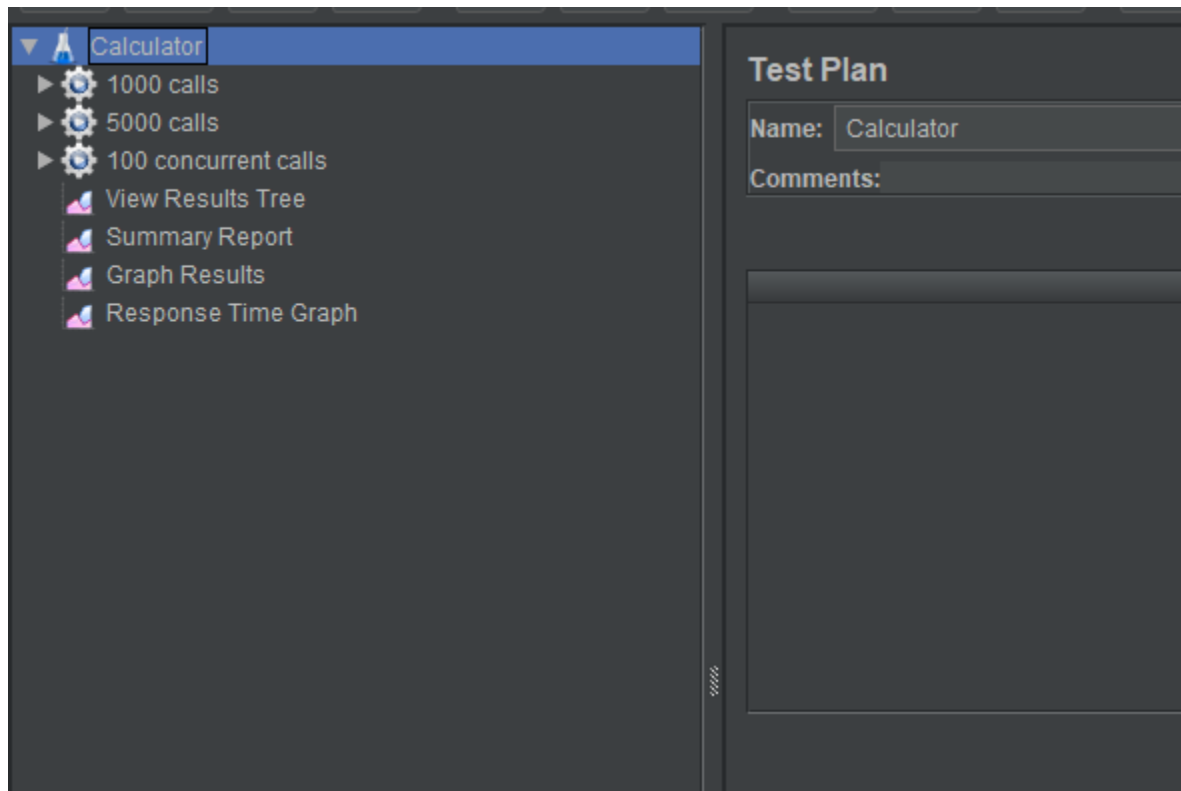 Calculator
1000 calls
5000 calls
100 concurrent calls
View Results Tree
Summary Report
Graph Results
Response Time Graph
Test Plan
Name: Calculator
Comments: